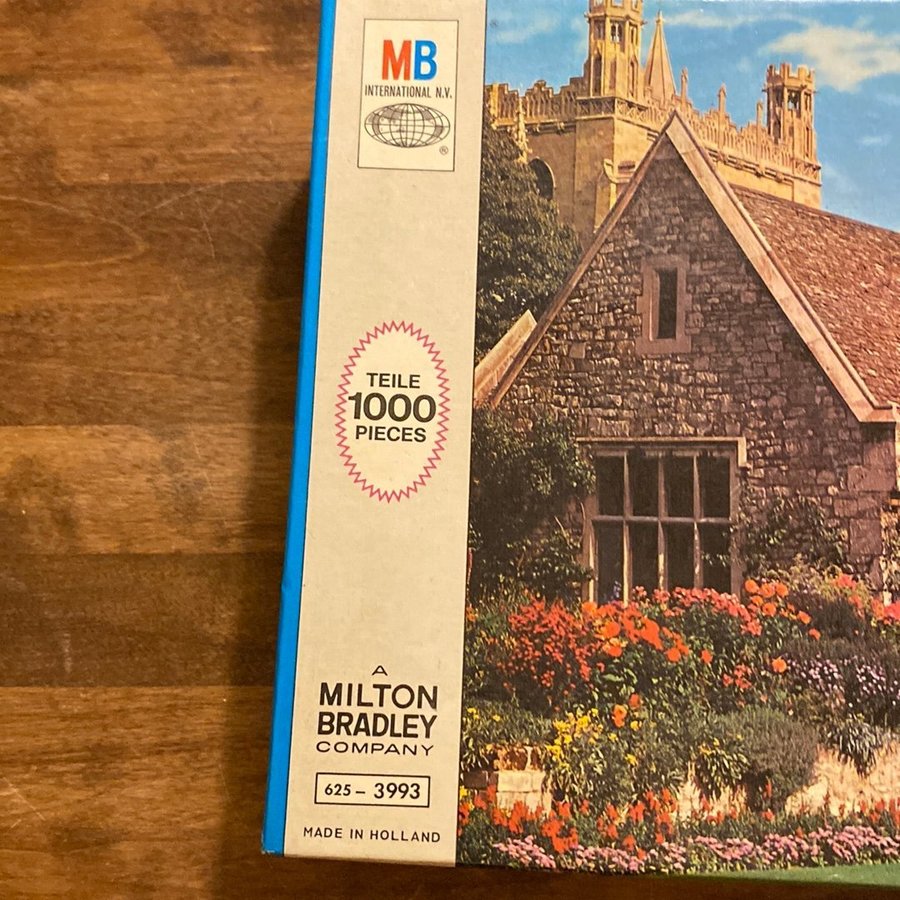 MB
INTERNATIONAL N.V.
®
TEILE
1000
PIECES
A
MILTON
BRADLEY
COMPANY
625 – 3993
MADE IN HOLLAND